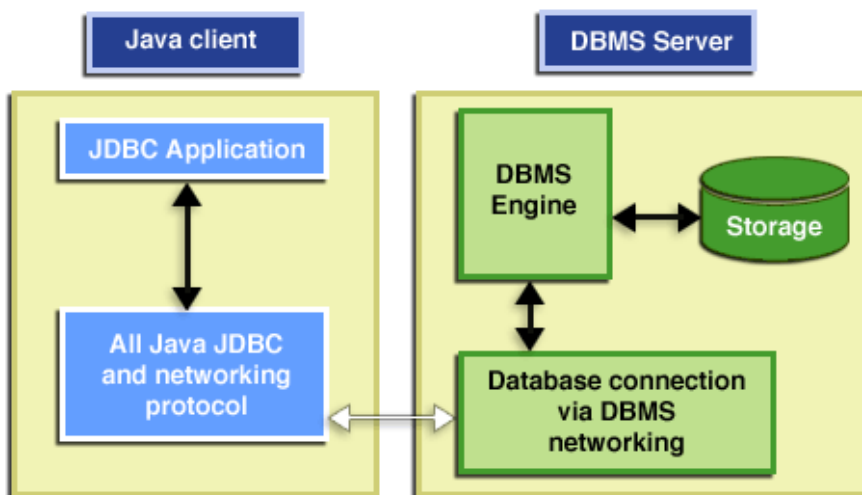 Java client
DBMS Server
JDBC Application
All Java JDBC
and networking
protocol
DBMS
Engine
Storage
Database connection
via DBMS
networking